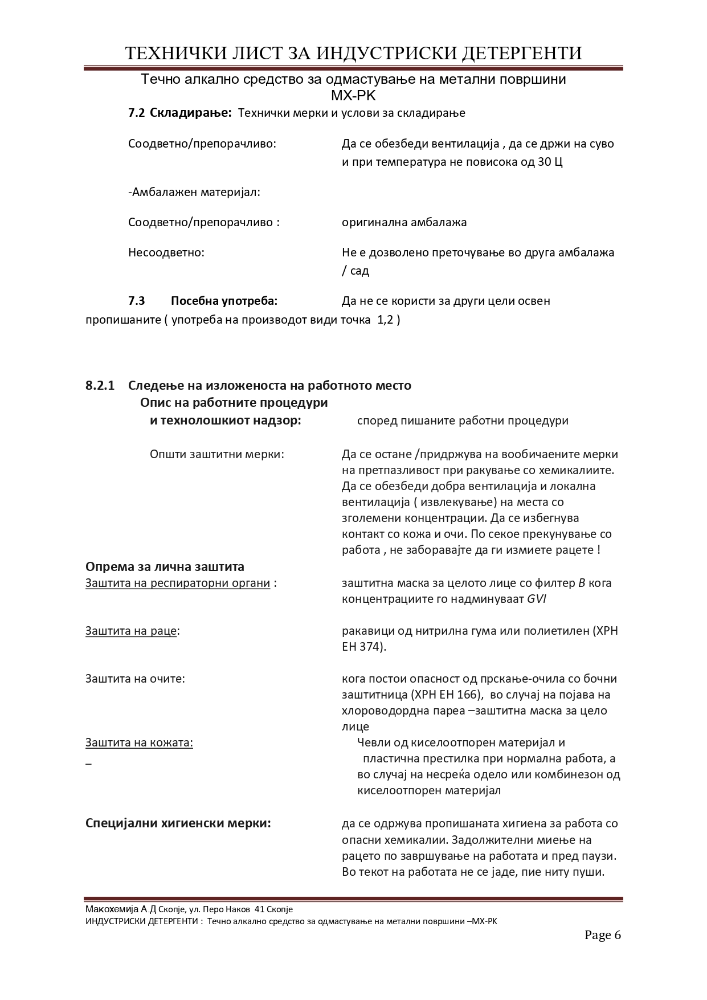 ТЕХНИЧКИ ЛИСТ ЗА ИНДУСТРИСКИ ДЕТЕРГЕНТИ
Течно алкално средство за одмастување на метални површини
MX-PK
7.2 Складирање: Технички мерки и услови за складирање
Соодветно/препорачливо: Да се обезбеди вентилација , да се држи на суво
и при температура не повисока од 30 Ц
-Амбалажен материјал:
Соодветно/препорачливо : оригинална амбалажа
Несоодветно: Не е дозволено преточување во друга амбалажа
/ сад
7.3 Посебна употреба: Да не се користи за други цели освен
пропишаните ( употреба на производот види точка 1,2 )
8.2.1 Следење на изложеноста на работното место
Опис на работните процедури
и технолошкиот надзор: според пишаните работни процедури
Општи заштитни мерки: Да се остане /придржува на вообичаените мерки
на претпазливост при ракување со хемикалиите.
Да се обезбеди добра вентилација и локална
вентилација ( извлекување) на места со
зголемени концентрации. Да се избегнува
контакт со кожа и очи. По секое прекунување со
работа , не заборавајте да ги измиете рацете !
Опрема за лична заштита
Заштита на респираторни органи : заштитна маска за целото лице со филтер B кога
концентрациите го надминуваат GVI
Заштита на раце: ракавици од нитрилна гума или полиетилен (ХРН
ЕН 374).
Заштита на очите: кога постои опасност од прскање-очила со бочни
заштитница (ХРН ЕН 166), во случај на појава на
хлороводордна пареа –заштитна маска за цело
лице
Заштита на кожата: Чевли од киселоотпорен материјал и
_ пластична престилка при нормална работа, а
во случај на несреќа одело или комбинезон од
киселоотпорен материјал
Специјални хигиенски мерки: да се одржува пропишаната хигиена за работа со
опасни хемикалии. Задолжителни миење на
рацето по завршување на работата и пред паузи.
Во текот на работата не се јаде, пие ниту пуши.
Макохемија А.Д Скопје, ул. Перо Наков 41 Скопје
ИНДУСТРИСКИ ДЕТЕРГЕНТИ : Течно алкално средство за одмастување на метални површини –MX-PK
Page 6